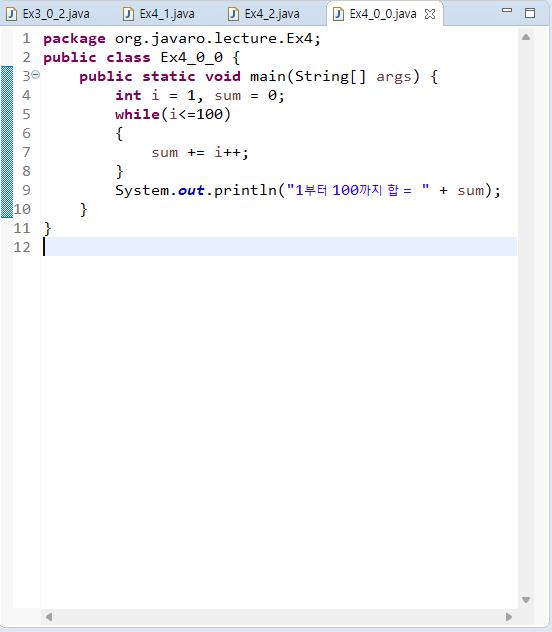 Ex3_0_2.java Ex4_1.java Ex4_2.java Ex4_0_0.java
1 package org.javaro.lecture.Ex4;
2 public class Ex4_0_0 {
3 public static void main(String[] args) {
4 int i = 1, sum = 0;
5 while(i<=100)
6 {
7 sum += i++;
8 }
9 System.out.println("1부터 100까지 합 = " + sum);
10 }
11 }
12